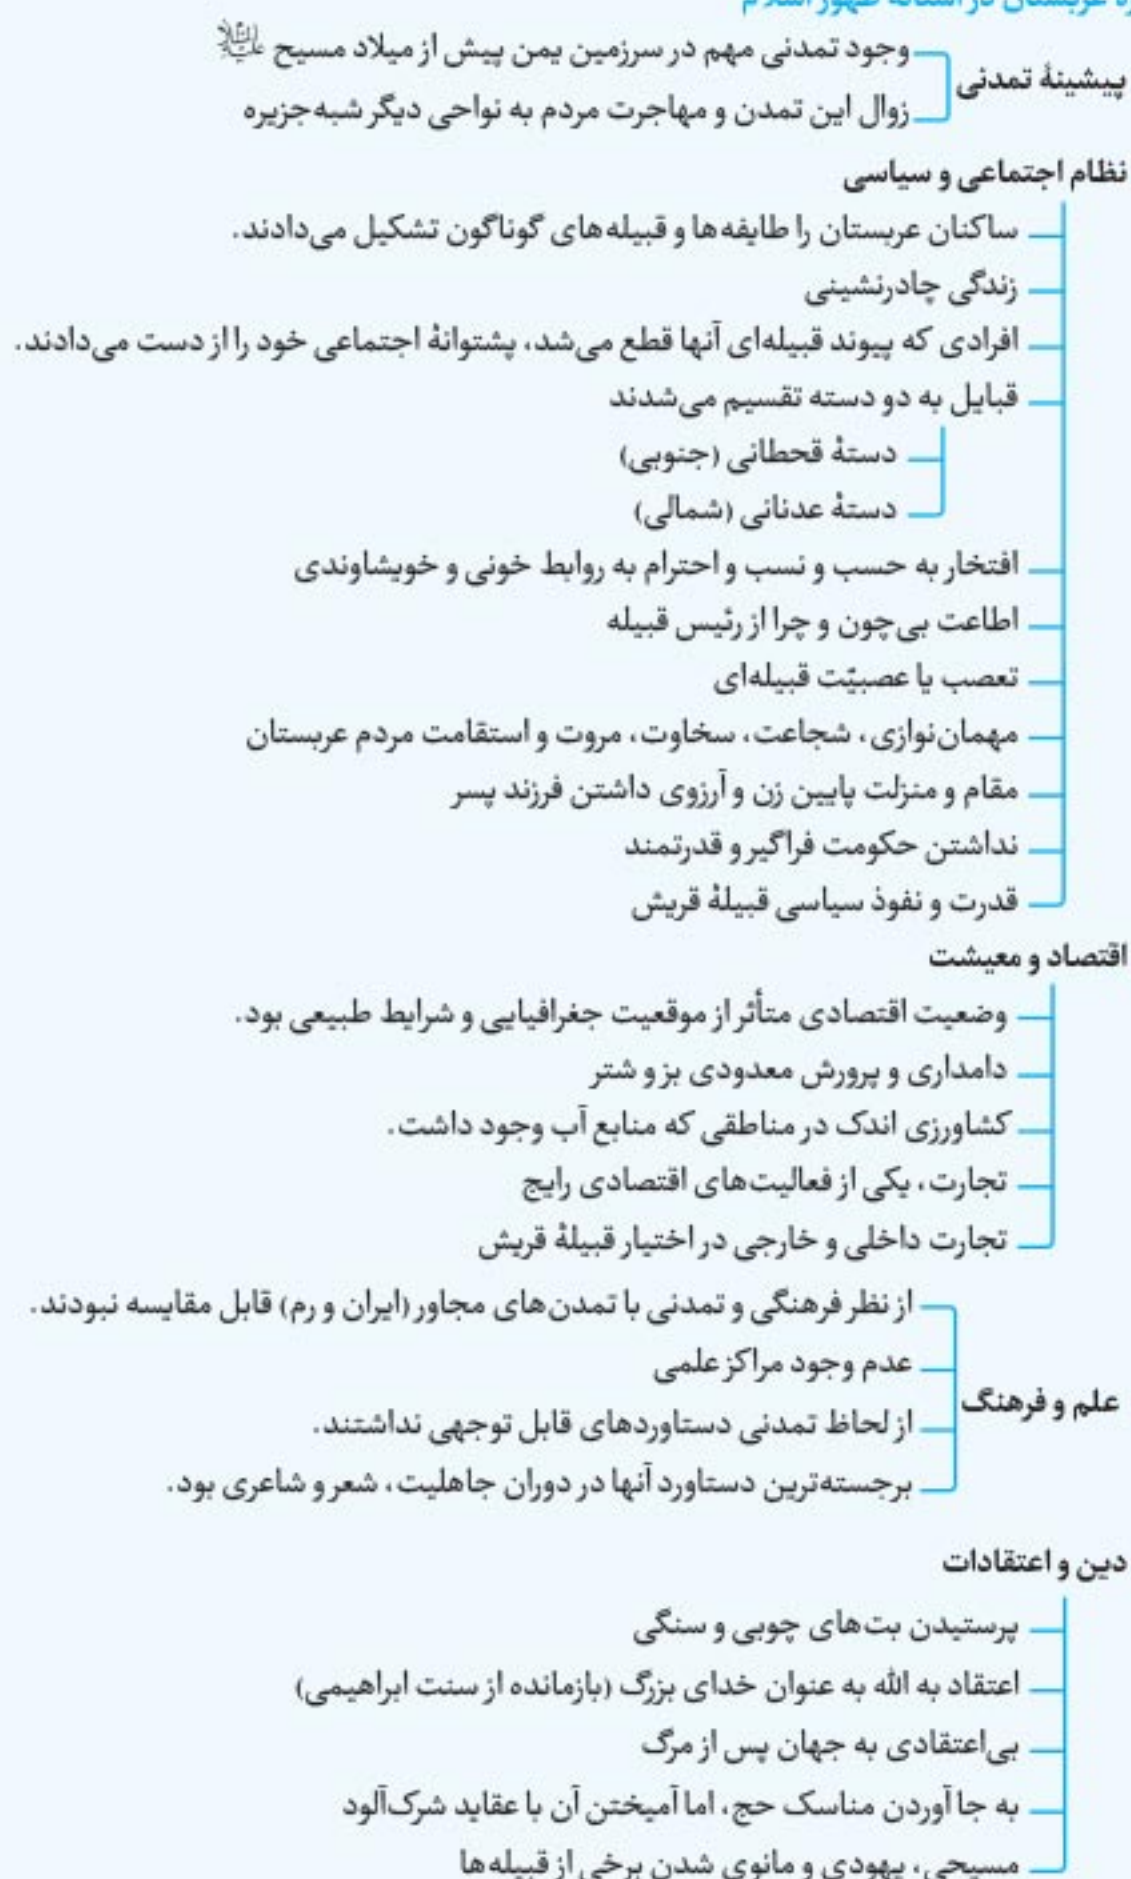 عربستان در آستانه ظهور اسلام
پیشینهٔ تمدنی
وجود تمدنی مهم در سرزمین یمن پیش از میلاد مسیح علیه‌السلام
زوال این تمدن و مهاجرت مردم به نواحی دیگر شبه‌جزیره
نظام اجتماعی و سیاسی
ساکنان عربستان را طایفه‌ها و قبیله‌های گوناگون تشکیل می‌دادند.
زندگی چادرنشینی
افرادی که پیوند قبیله‌ای آنها قطع می‌شد، پشتوانهٔ اجتماعی خود را از دست می‌دادند.
قبایل به دو دسته تقسیم می‌شدند
دستهٔ قحطانی (جنوبی)
دستهٔ عدنانی (شمالی)
افتخار به حسب و نسب و احترام به روابط خونی و خویشاوندی
اطاعت بی‌چون و چرا از رئیس قبیله
تعصب یا عصبیّت قبیله‌ای
مهمان‌نوازی، شجاعت، سخاوت، مروت و استقامت مردم عربستان
مقام و منزلت پایین زن و آرزوی داشتن فرزند پسر
نداشتن حکومت فراگیر و قدرتمند
قدرت و نفوذ سیاسی قبیلهٔ قریش
اقتصاد و معیشت
وضعیت اقتصادی متأثر از موقعیت جغرافیایی و شرایط طبیعی بود.
دامداری و پرورش معدودی بز و شتر
کشاورزی اندک در مناطقی که منابع آب وجود داشت.
تجارت، یکی از فعالیت‌های اقتصادی رایج
تجارت داخلی و خارجی در اختیار قبیلهٔ قریش
علم و فرهنگ
از نظر فرهنگی و تمدنی با تمدن‌های مجاور (ایران و رم) قابل مقایسه نبودند.
عدم وجود مراکز علمی
از لحاظ تمدنی دستاوردهای قابل توجهی نداشتند.
برجسته‌ترین دستاورد آنها در دوران جاهلیت، شعر و شاعری بود.
دین و اعتقادات
پرستیدن بت‌های چوبی و سنگی
اعتقاد به الله به عنوان خدای بزرگ (بازمانده از سنت ابراهیمی)
بی‌اعتقادی به جهان پس از مرگ
به جا آوردن مناسک حج، اما آمیختن آن با عقاید شرک‌آلود
مسیحی، یهودی و مانوی شدن برخی از قبیله‌ها